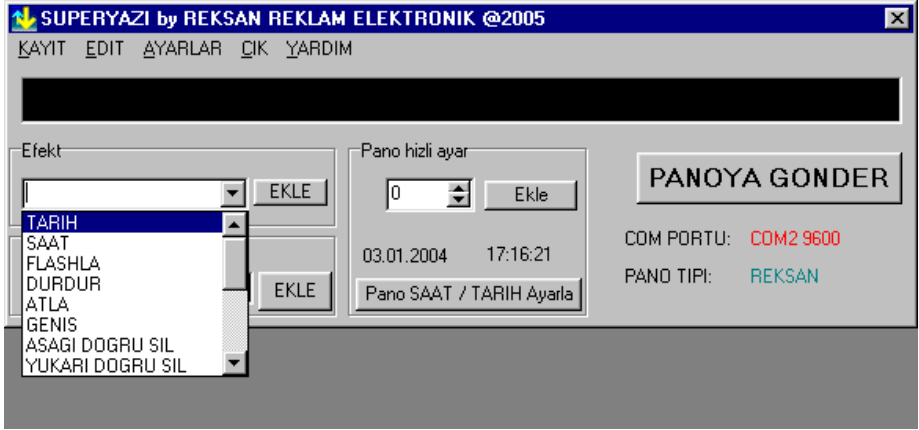 SUPERYAZI by REKSAN REKLAM ELEKTRONIK @2005
KAYIT EDIT AYARLAR ÇIK YARDIM
Efekt
EKLE
TARIH
SAAT
FLASHLA
DURDUR
ATLA
GENIS
ASAGI DOGRU SIL
YUKARI DOGRU SIL
EKLE
Pano hizli ayar
0
Ekle
03.01.2004 17:16:21
Pano SAAT / TARIH Ayarla
PANOYA GONDER
COM PORTU: COM2 9600
PANO TIPI: REKSAN